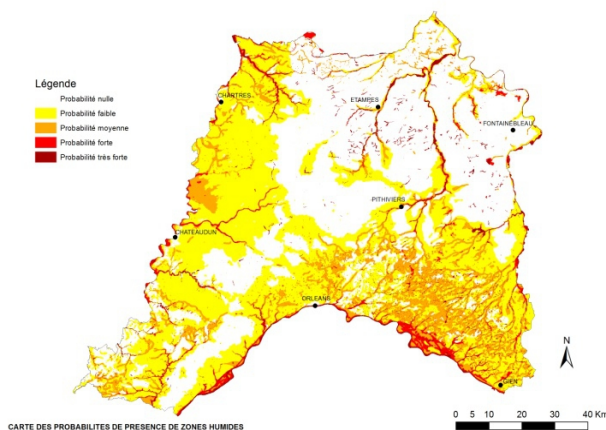 Légende
Probabilité nulle
Probabilité faible
Probabilité moyenne
Probabilité forte
Probabilité très forte
CHARTRES
ETAMPES
FONTAINEBLEAU
PITHIVIERS
CHATEAUDUN
ORLEANS
GIEN
N
0 5 10 20 30 40 Km
CARTE DES PROBABILITES DE PRESENCE DE ZONES HUMIDES